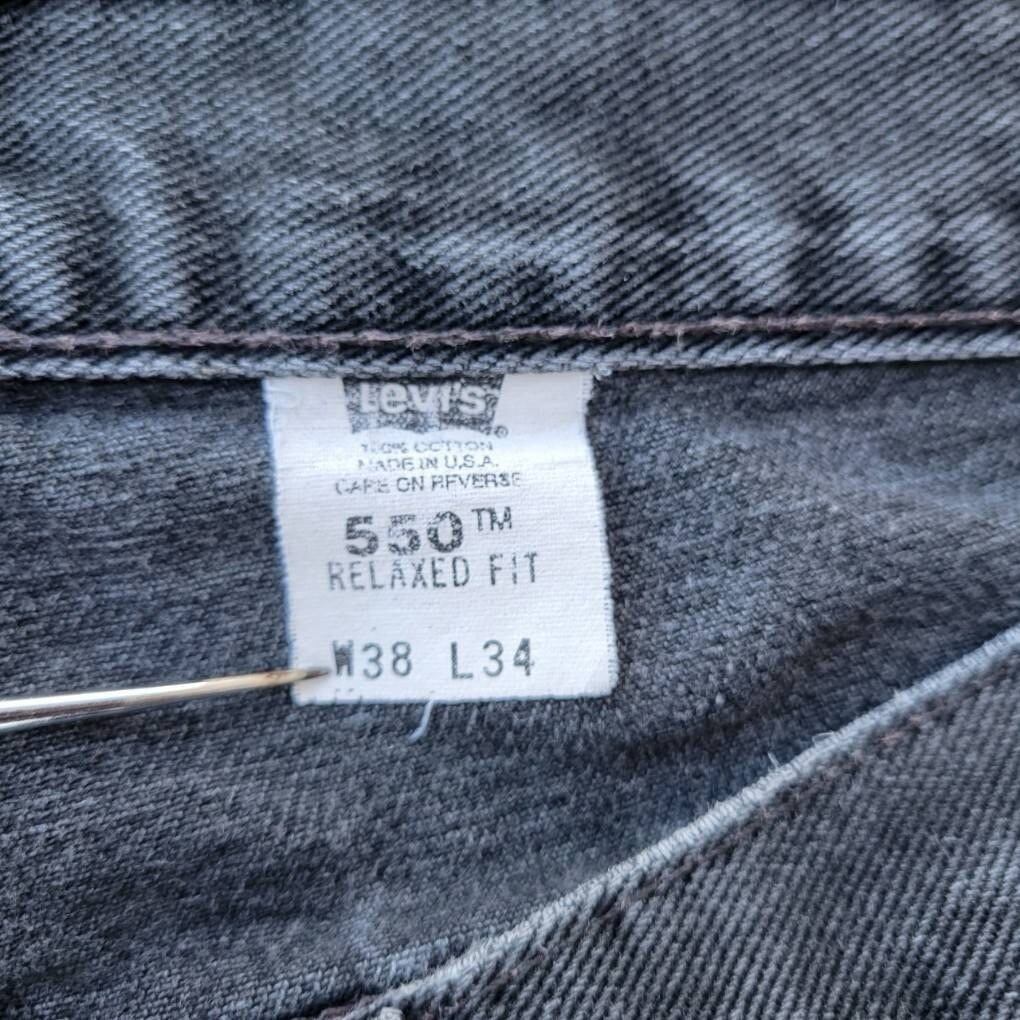 Levi's
®
100% COTTON
MADE IN U.S.A.
CARE ON REVERSE
550™
RELAXED FIT
W38 L34